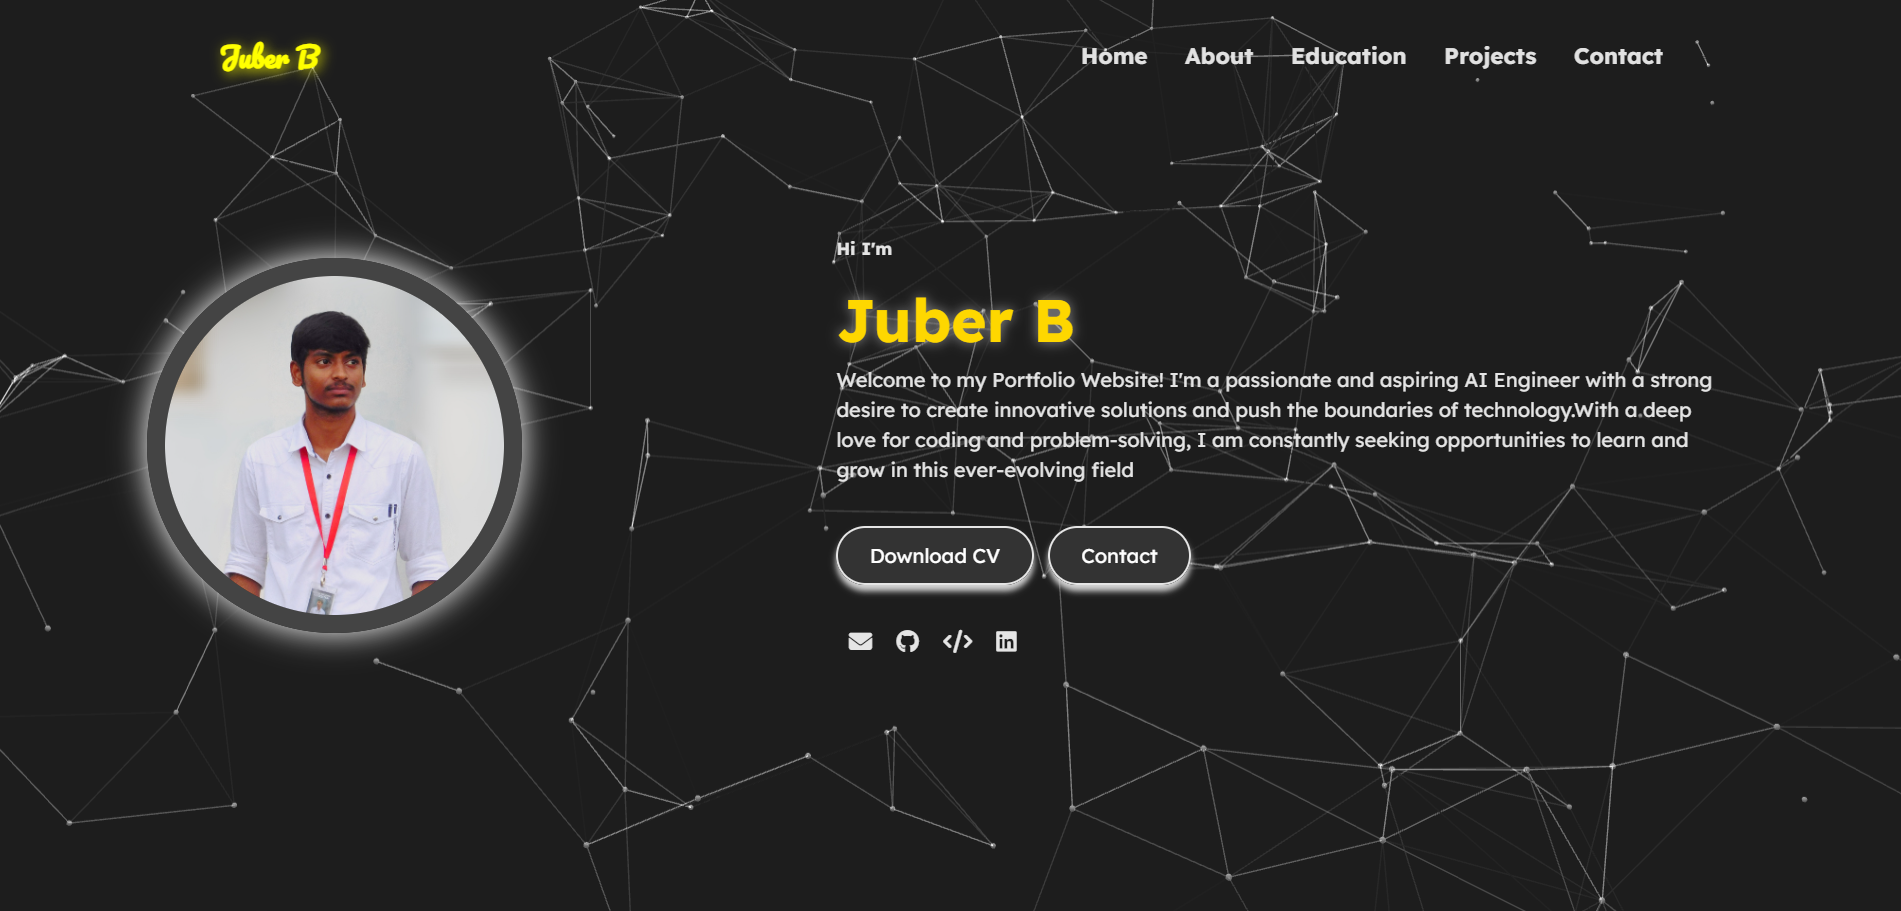 Juber B
Home About Education Projects Contact
Hi I'm
Juber B
Welcome to my Portfolio Website! I'm a passionate and aspiring AI Engineer with a strong
desire to create innovative solutions and push the boundaries of technology.With a deep
love for coding and problem-solving, I am constantly seeking opportunities to learn and
grow in this ever-evolving field
Download CV Contact